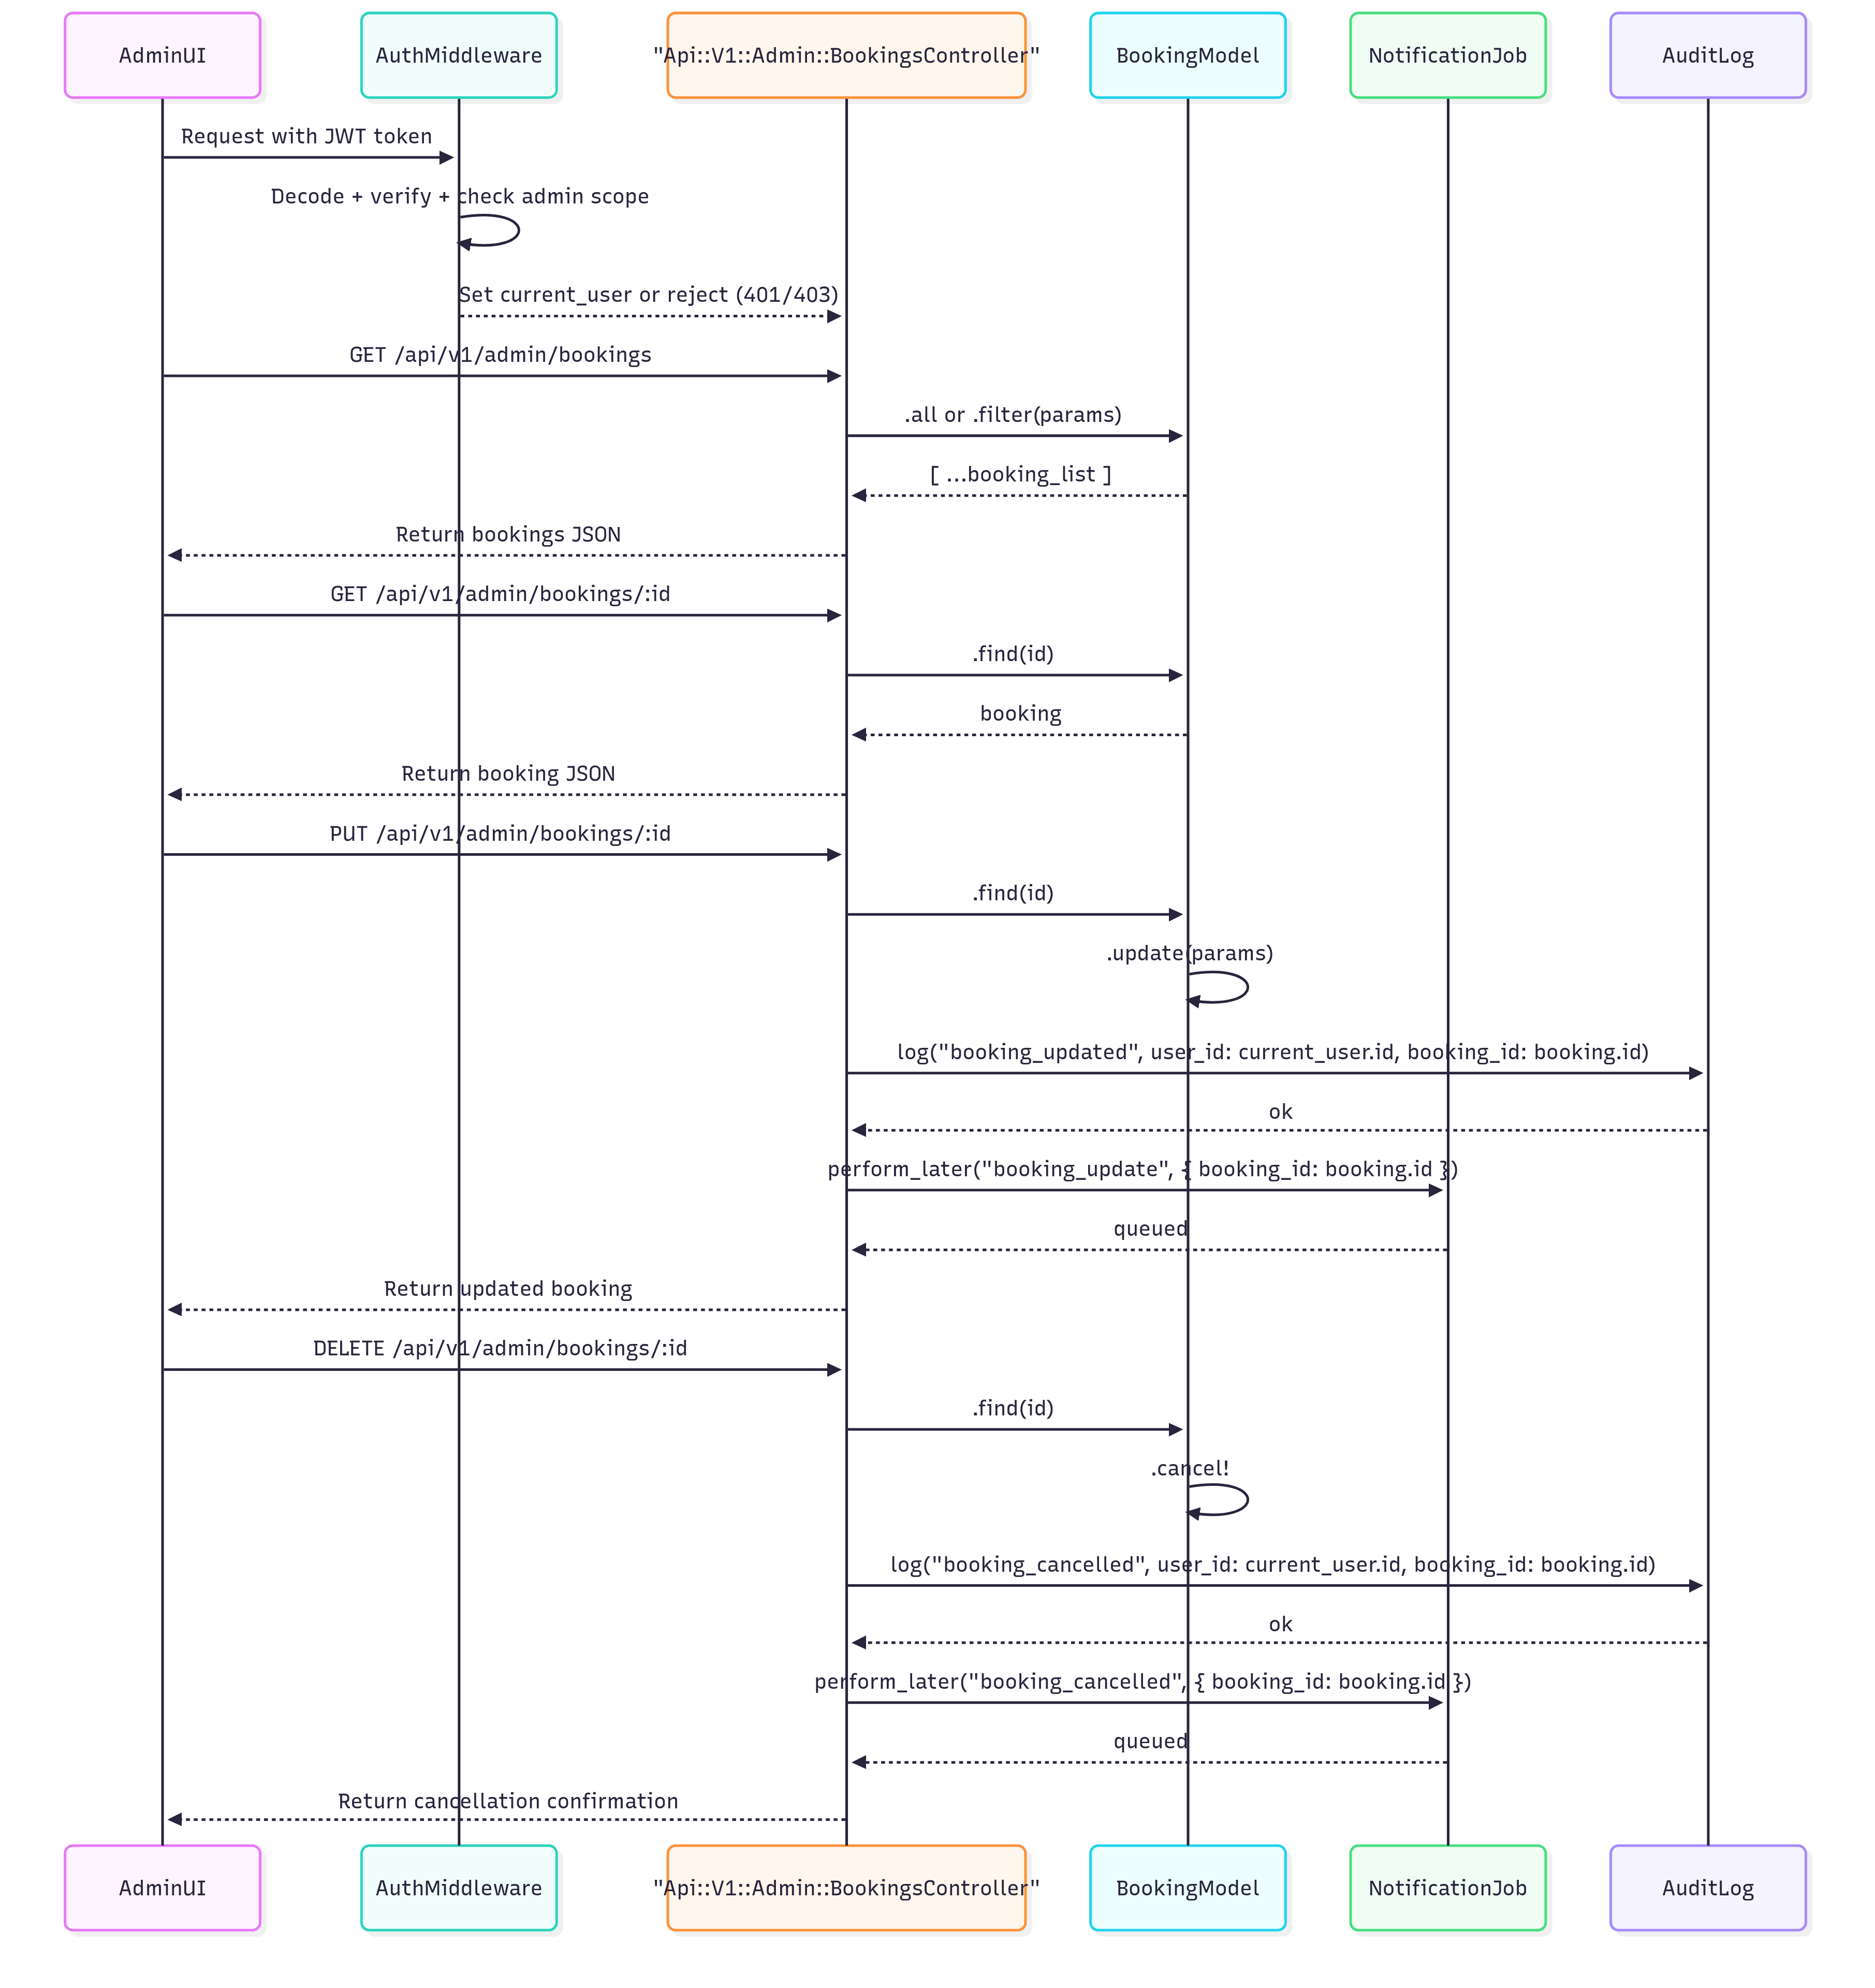 AdminUI
AuthMiddleware
"Api::V1::Admin::BookingsController"
BookingModel
NotificationJob
AuditLog
Request with JWT token
Decode + verify + check admin scope
Set current_user or reject (401/403)
GET /api/v1/admin/bookings
.all or .filter(params)
[ ...booking_list ]
Return bookings JSON
GET /api/v1/admin/bookings/:id
.find(id)
booking
Return booking JSON
PUT /api/v1/admin/bookings/:id
.find(id)
.update(params)
log("booking_updated", user_id: current_user.id, booking_id: booking.id)
ok
perform_later("booking_update", { booking_id: booking.id })
queued
Return updated booking
DELETE /api/v1/admin/bookings/:id
.find(id)
.cancel!
log("booking_cancelled", user_id: current_user.id, booking_id: booking.id)
ok
perform_later("booking_cancelled", { booking_id: booking.id })
queued
Return cancellation confirmation
AdminUI
AuthMiddleware
"Api::V1::Admin::BookingsController"
BookingModel
NotificationJob
AuditLog